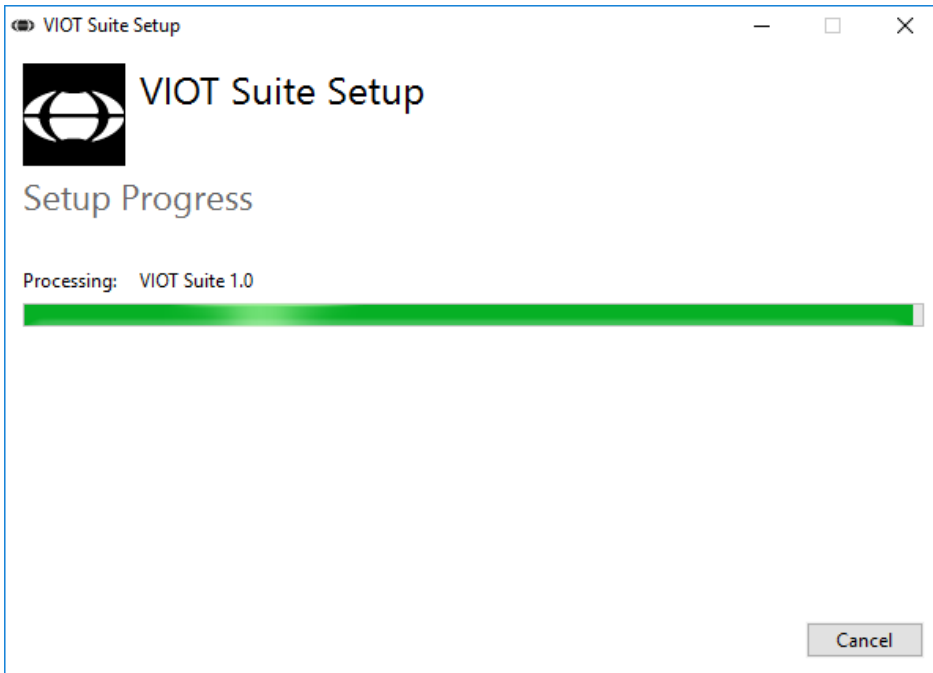 VIOT Suite Setup
VIOT Suite Setup
Setup Progress
Processing: VIOT Suite 1.0
Cancel